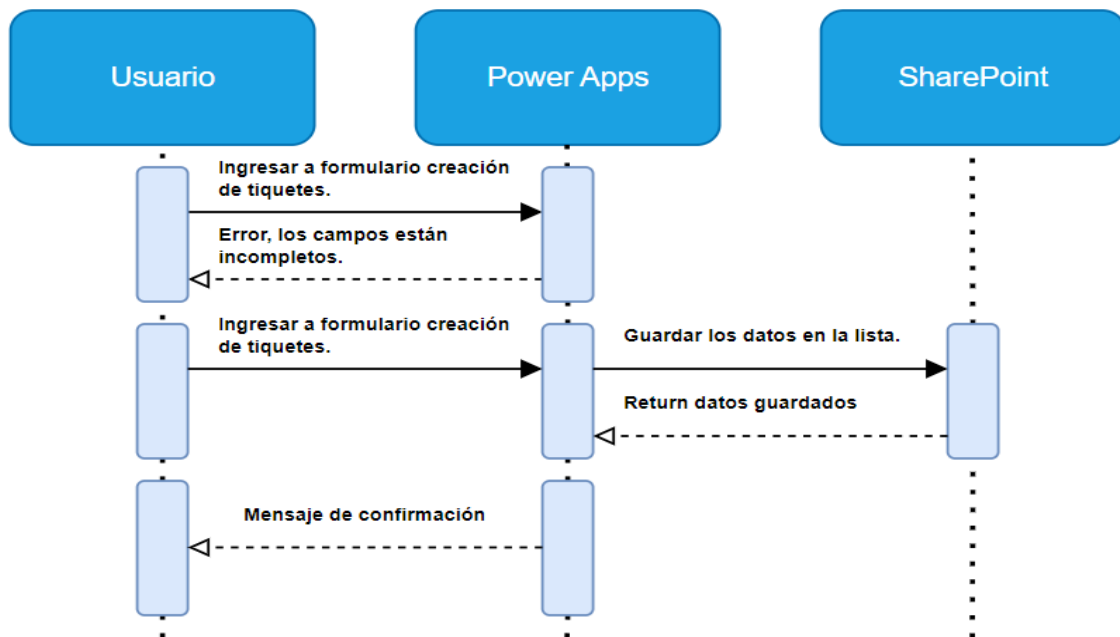 Usuario
Power Apps
SharePoint
Ingresar a formulario creación
de tiquetes.
Error, los campos están
incompletos.
Ingresar a formulario creación
de tiquetes.
Guardar los datos en la lista.
Return datos guardados
Mensaje de confirmación